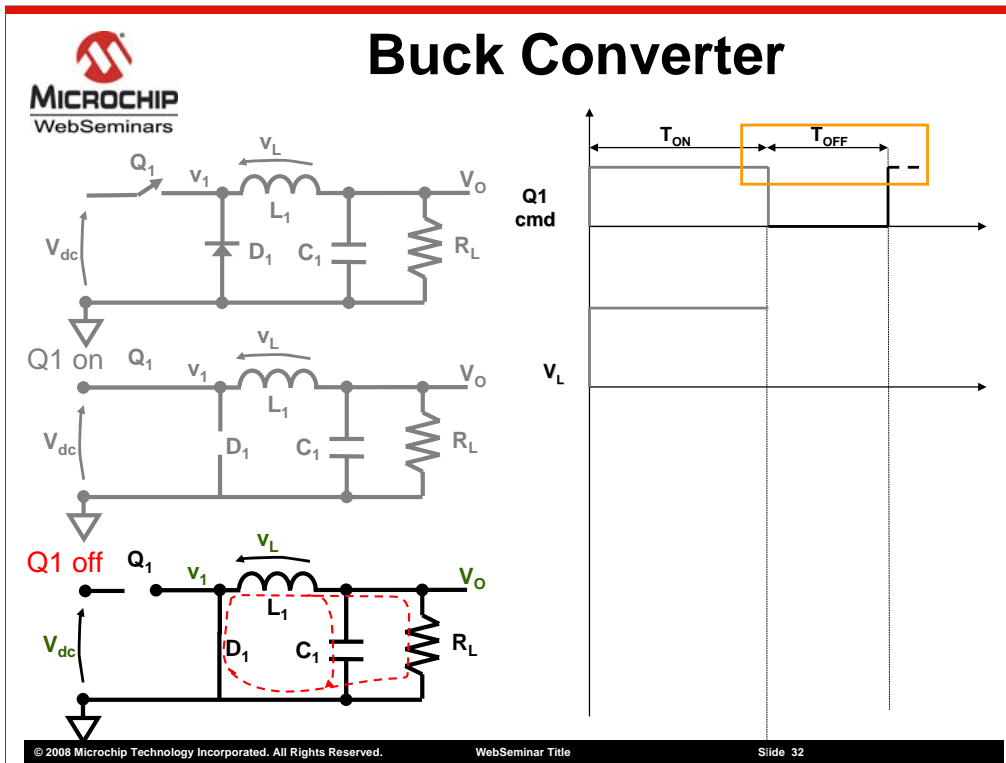 Buck Converter
MICROCHIP
WebSeminars
Q1
v1
vL
L1
VO
Vdc
D1
C1
RL
TON
TOFF
Q1
cmd
VL
Q1 on
Q1
v1
vL
L1
VO
Vdc
D1
C1
RL
Q1 off
Q1
v1
vL
L1
VO
Vdc
D1
C1
RL
© 2008 Microchip Technology Incorporated. All Rights Reserved.
WebSeminar Title
Slide 32